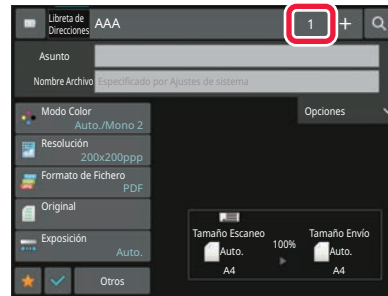 Libreta de Direcciones AAA 1
Asunto
Nombre Archivo Especificado por Ajustes de sistema
Modo Color
Auto./Mono 2
Opciones
Resolución
200x200ppp
Formato de Fichero
PDF
Original
Exposición
Auto.
Tamaño Escaneo
Auto.
A4
100%
Tamaño Envío
Auto.
A4
Otros